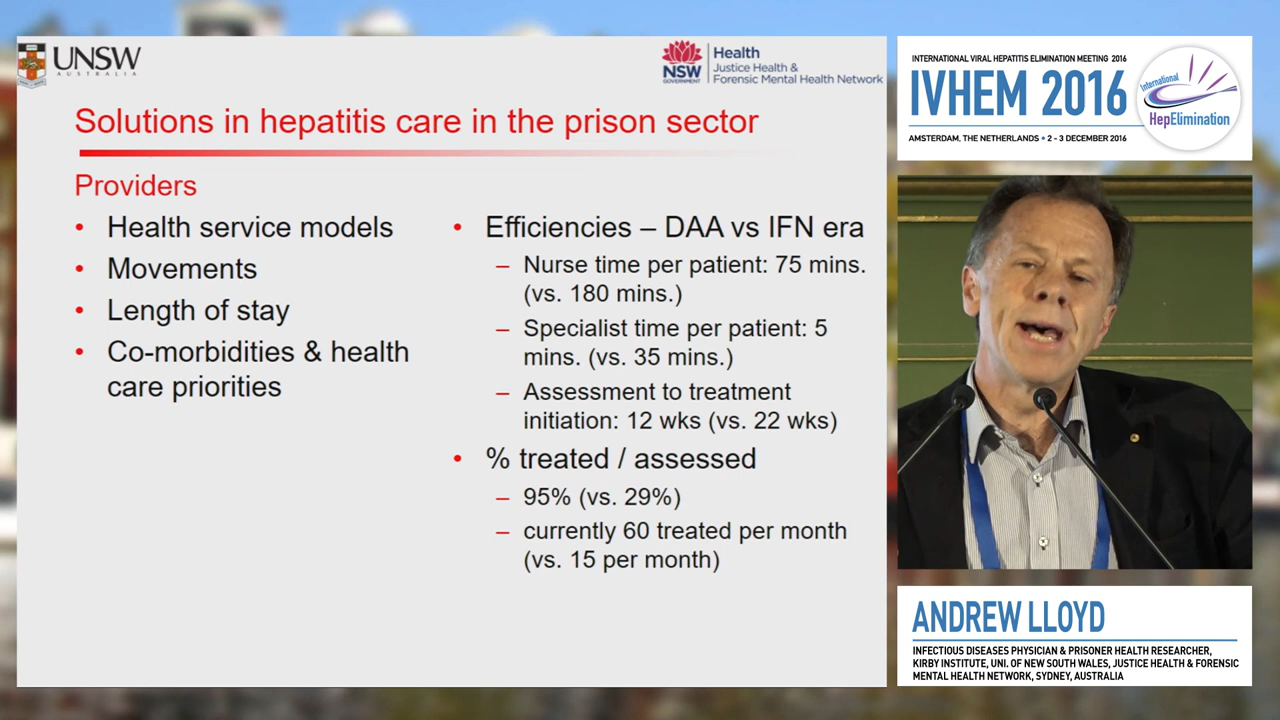 UNSW
AUSTRALIA
NSW
GOVERNMENT
Health
Justice Health &
Forensic Mental Health Network
Solutions in hepatitis care in the prison sector
Providers
• Health service models
• Movements
• Length of stay
• Co-morbidities & health
care priorities
• Efficiencies – DAA vs IFN era
– Nurse time per patient: 75 mins.
(vs. 180 mins.)
– Specialist time per patient: 5
mins. (vs. 35 mins.)
– Assessment to treatment
initiation: 12 wks (vs. 22 wks)
• % treated / assessed
– 95% (vs. 29%)
– currently 60 treated per month
(vs. 15 per month)
INTERNATIONAL VIRAL HEPATITIS ELIMINATION MEETING 2016
IVHEM 2016
AMSTERDAM, THE NETHERLANDS • 2 - 3 DECEMBER 2016
International
HepElimination
ANDREW LLOYD
INFECTIOUS DISEASES PHYSICIAN & PRISONER HEALTH RESEARCHER,
KIRBY INSTITUTE, UNI. OF NEW SOUTH WALES, JUSTICE HEALTH & FORENSIC
MENTAL HEALTH NETWORK, SYDNEY, AUSTRALIA